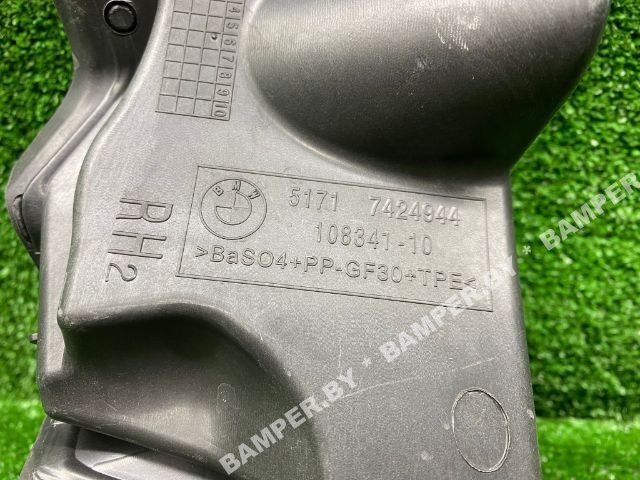 4 5 6 7 8 9 10
BMW
5171 7424944
108341-10
>BaSO4+PP-GF30+TPE<
RH2
BAMPER.BY * BAMPER.BY * BAMPER.BY